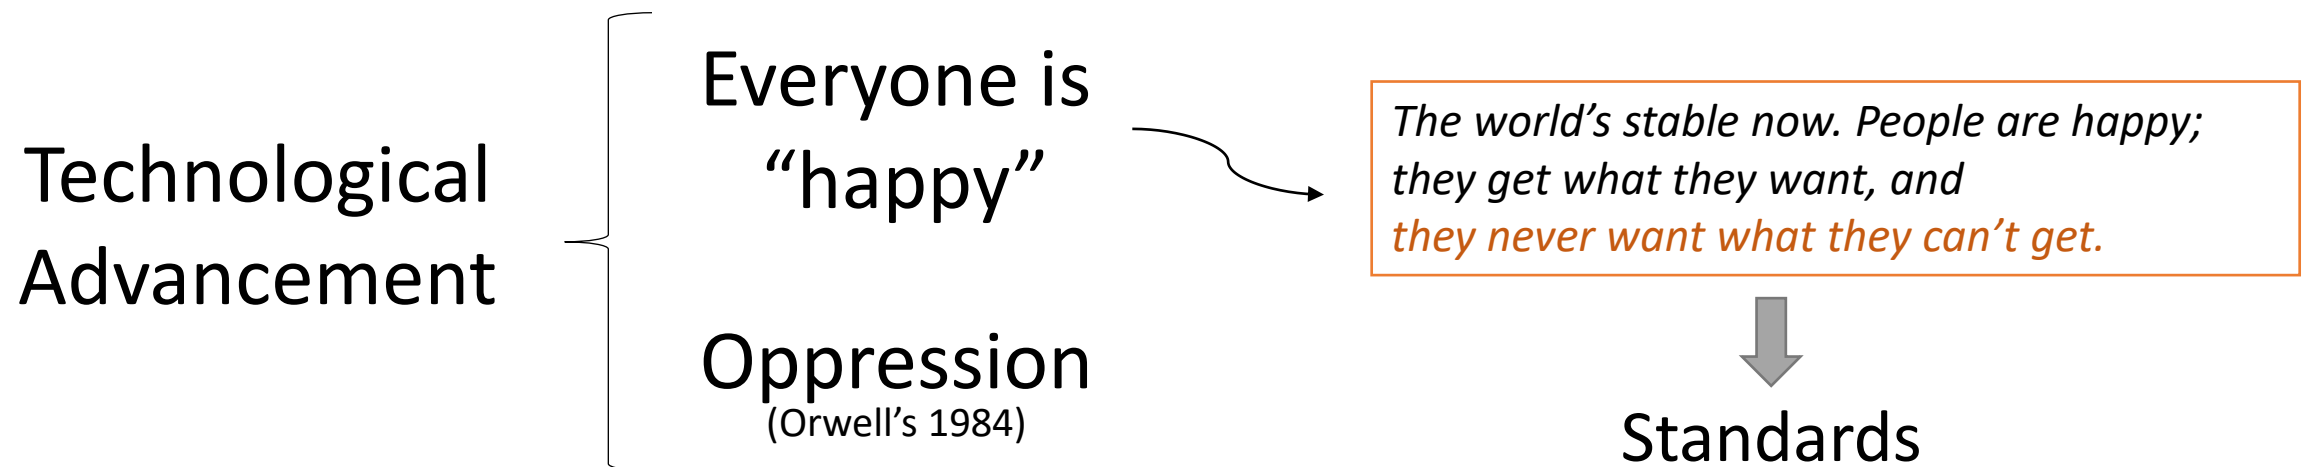 Technological
Advancement
Everyone is
“happy”
Oppression
(Orwell’s 1984)
The world’s stable now. People are happy;
they get what they want, and
they never want what they can’t get.
Standards